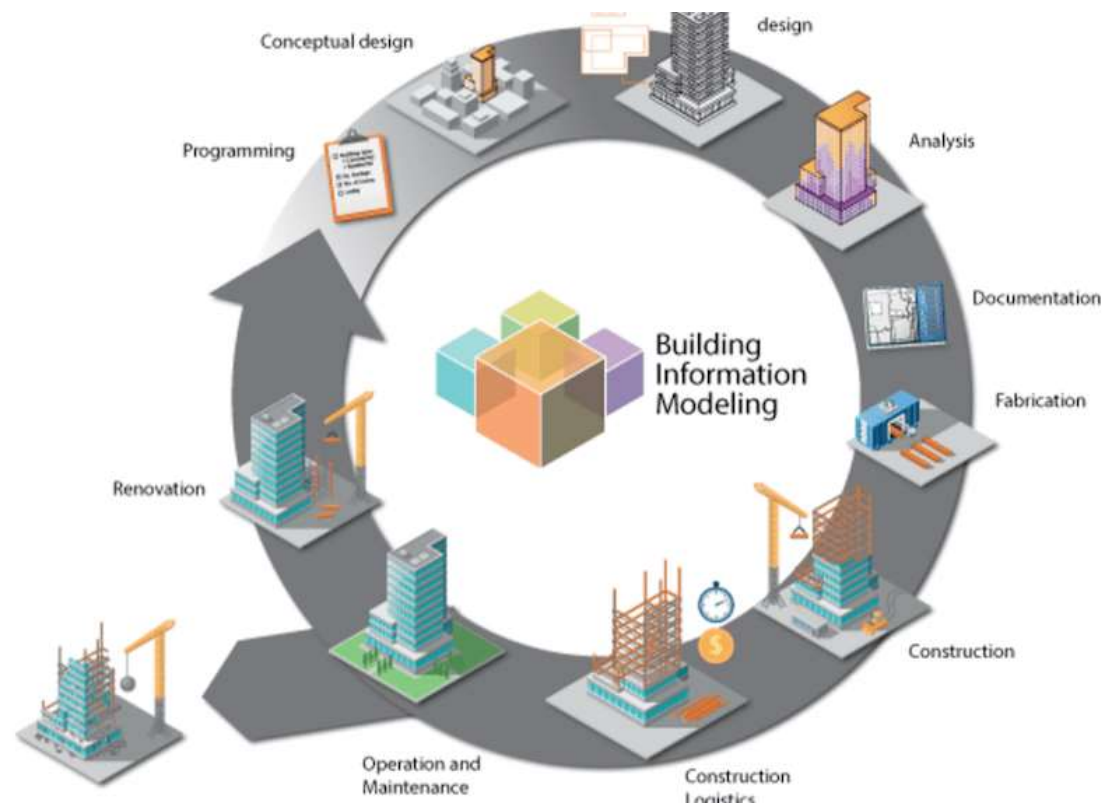 Conceptual design
design
Programming
Analysis
Documentation
Building
Information
Modeling
Fabrication
Renovation
Construction
Operation and
Maintenance
Construction
Logistics
$